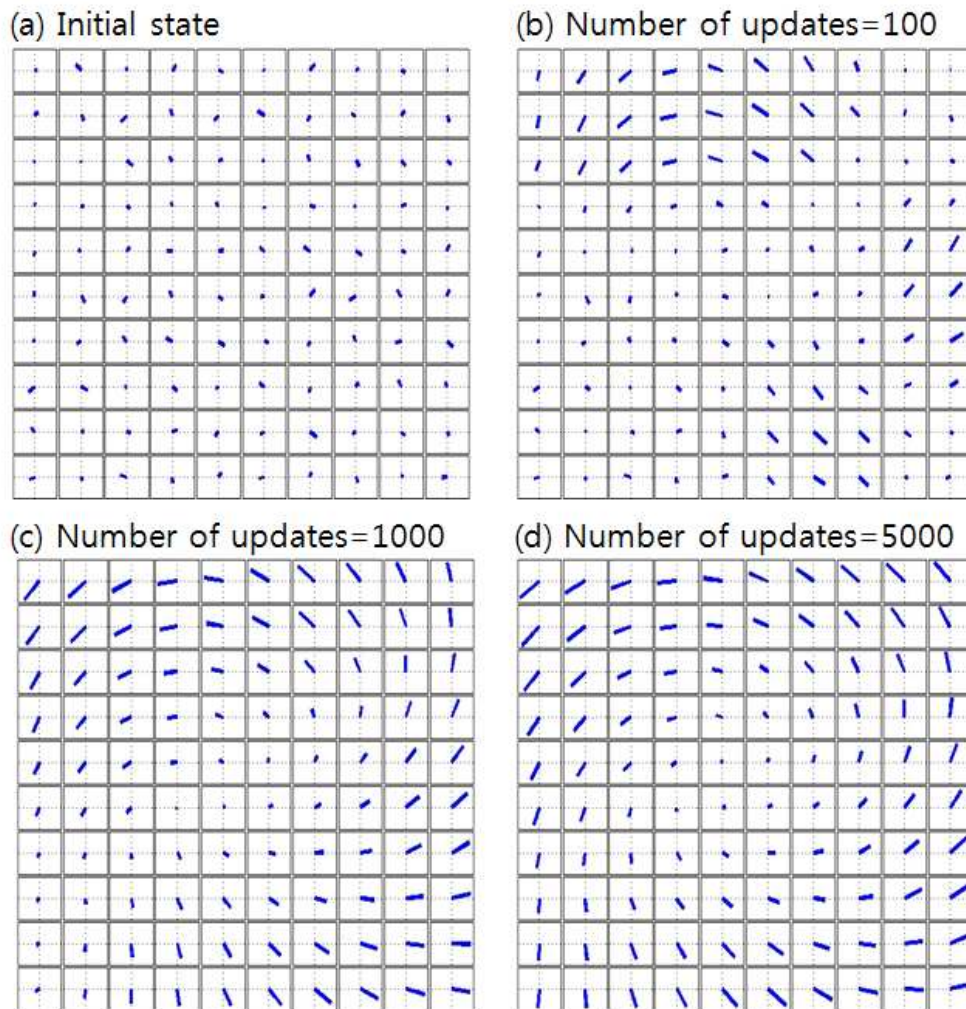 (a) Initial state
(b) Number of updates=100
(c) Number of updates=1000
(d) Number of updates=5000